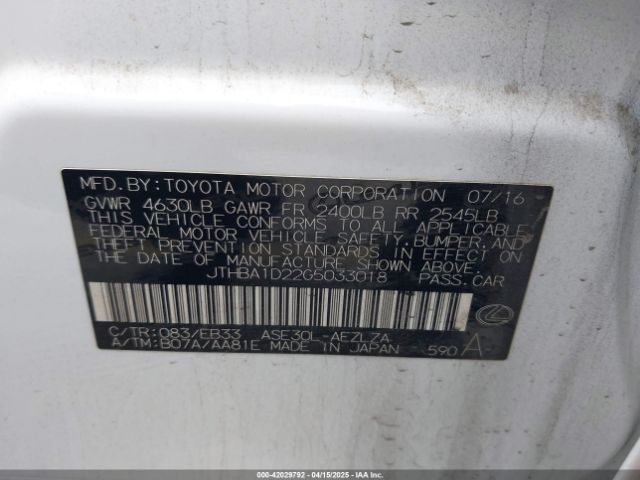 MFD.BY:TOYOTA MOTOR CORPORATION 07/16
GVWR 4630LB GAWR FR 2400LB RR 2545LB
THIS VEHICLE CONFORMS TO ALL APPLICABLE
FEDERAL MOTOR VEHICLE SAFETY,BUMPER,AND
THEFT PREVENTION STANDARDS IN EFFECT ON
THE DATE OF MANUFACTURE SHOWN ABOVE.
JTHBA1D22G5033018 PASS.CAR
C/TR:083/EB33 ASE30L-AEZLZA
A/TM:B07A/AA81E MADE IN JAPAN 590 A
000-42029792 04/15/2025 IAA Inc.